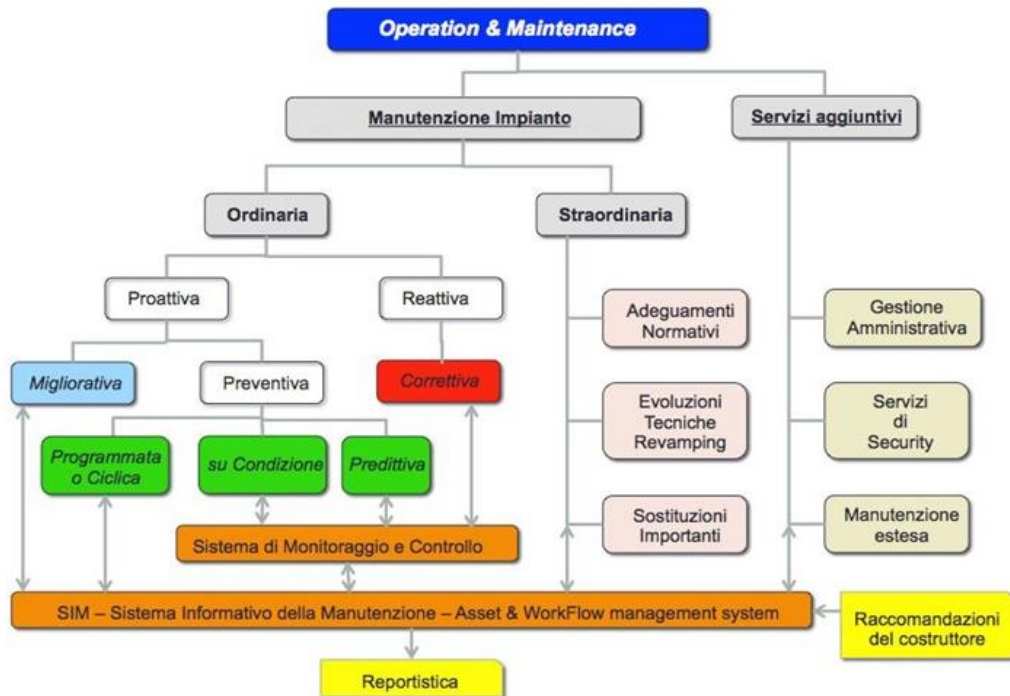 Operation & Maintenance
Manutenzione Impianto
Servizi aggiuntivi
Ordinaria
Straordinaria
Proattiva
Reattiva
Adeguamenti
Normativi
Gestione
Amministrativa
Migliorativa
Preventiva
Correttiva
Evoluzioni
Tecniche
Revamping
Servizi
di
Security
Programmata
o Ciclica
su Condizione
Predittiva
Sostituzioni
Importanti
Manutenzione
estesa
Sistema di Monitoraggio e Controllo
SIM – Sistema Informativo della Manutenzione – Asset & WorkFlow management system
Raccomandazioni
del costruttore
Reportistica